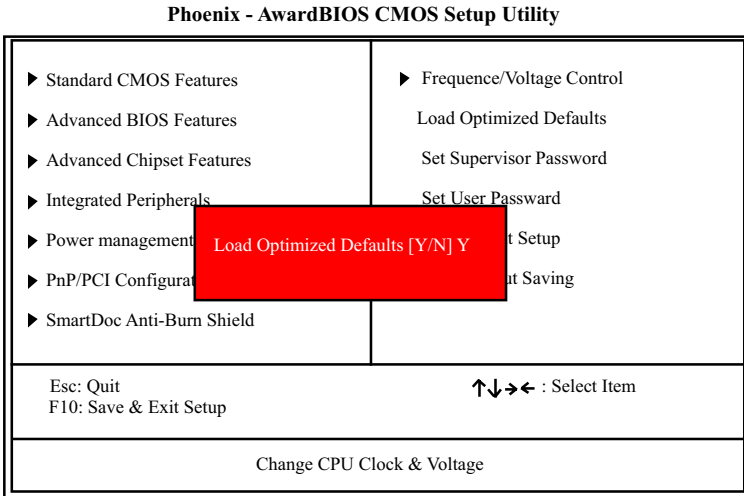 Phoenix - AwardBIOS CMOS Setup Utility
Standard CMOS Features
Advanced BIOS Features
Advanced Chipset Features
Integrated Peripherals
Power management
PnP/PCI
SmartDoc Anti-Burn Shield
Frequence/Voltage Control
Load Optimized Defaults
Set Supervisor Password
Set User Passward
Setup
Saving
Load Optimized Defaults [Y/N] Y
Esc: Quit
F10: Save & Exit Setup
↑↓→← : Select Item
Change CPU Clock & Voltage